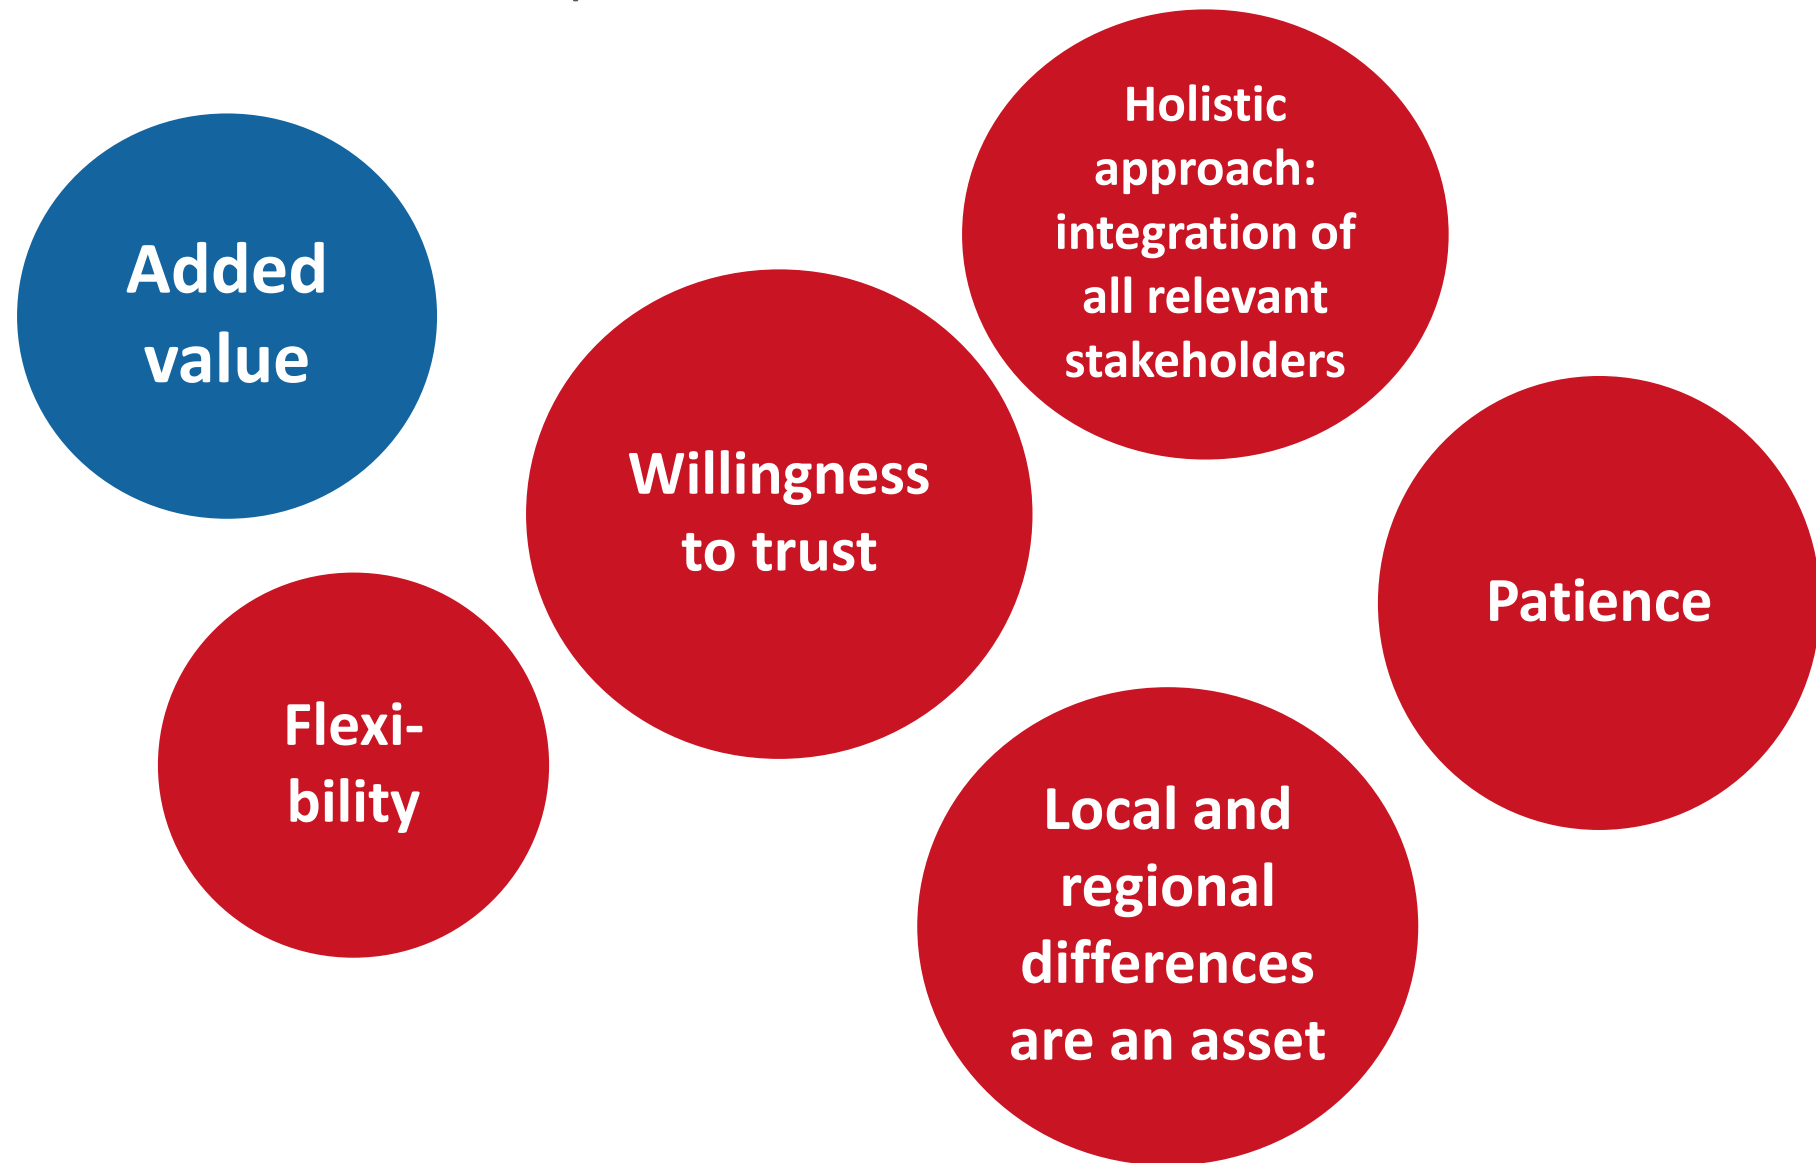 Added
value
Holistic
approach:
integration of
all relevant
stakeholders
Willingness
to trust
Patience
Flexi-
bility
Local and
regional
differences
are an asset